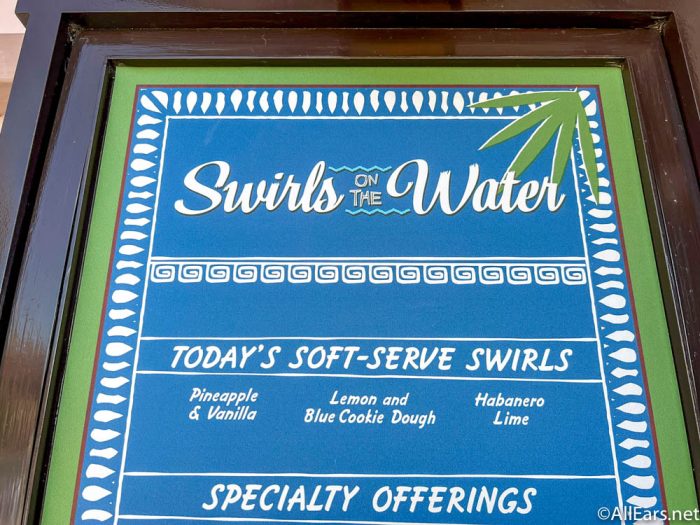 Swirls ON THE Water
TODAY'S SOFT-SERVE SWIRLS
Pineapple
& Vanilla
Lemon and
Blue Cookie Dough
Habanero
Lime
SPECIALTY OFFERINGS
©AllEars.net